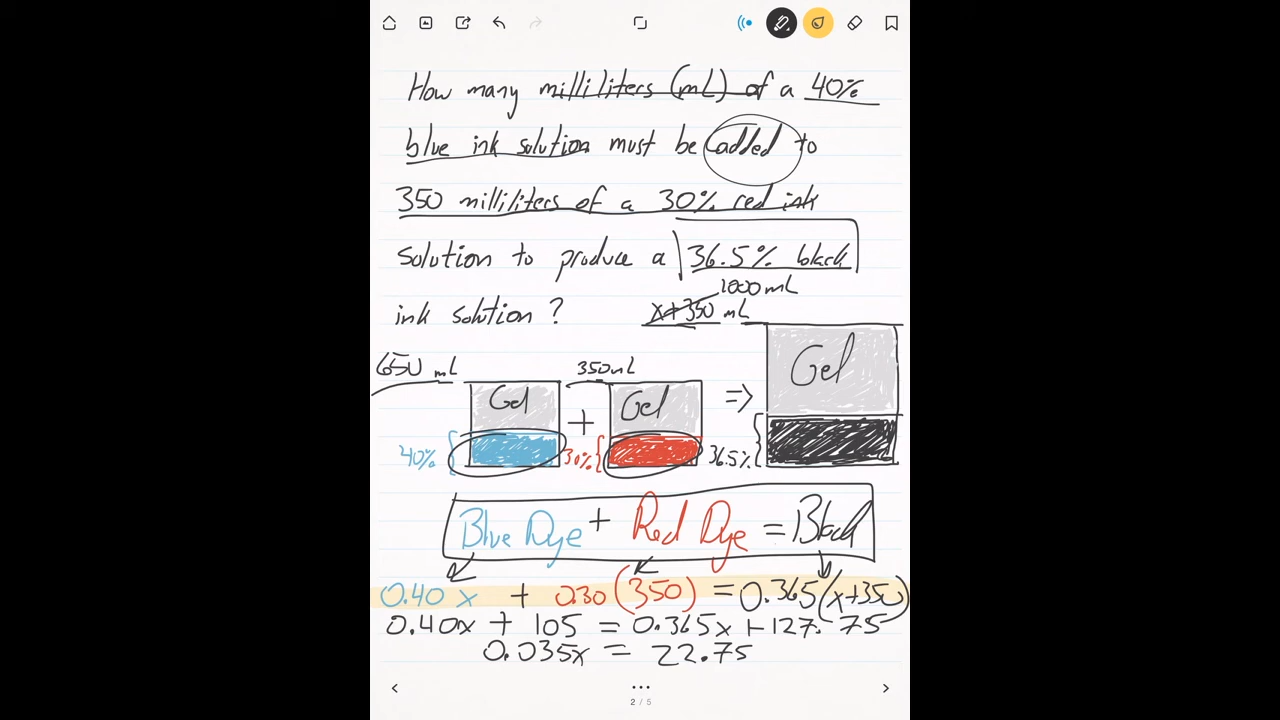 How many milliliters (mL) of a 40%
blue ink solution must be added to
350 milliliters of a 30% red ink
solution to produce a 36.5% black
1000 mL
ink solution ? x+350 mL
650 mL 350mL
Gel + Gel => Gel
40% 30% 36.5%
Blue Dye + Red Dye = Black
0.40 x + 0.30 (350) = 0.365(x+350)
0.40x + 105 = 0.365x + 127.75
0.035x = 22.75
2 / 5